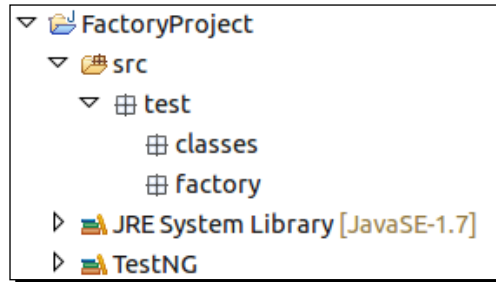 FactoryProject
src
test
classes
factory
JRE System Library [JavaSE-1.7]
TestNG